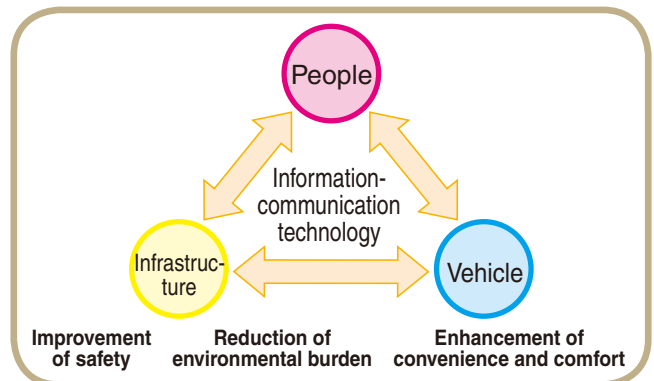 People
Information-
communication
technology
Infrastruc-
ture
Vehicle
Improvement
of safety
Reduction of
environmental burden
Enhancement of
convenience and comfort